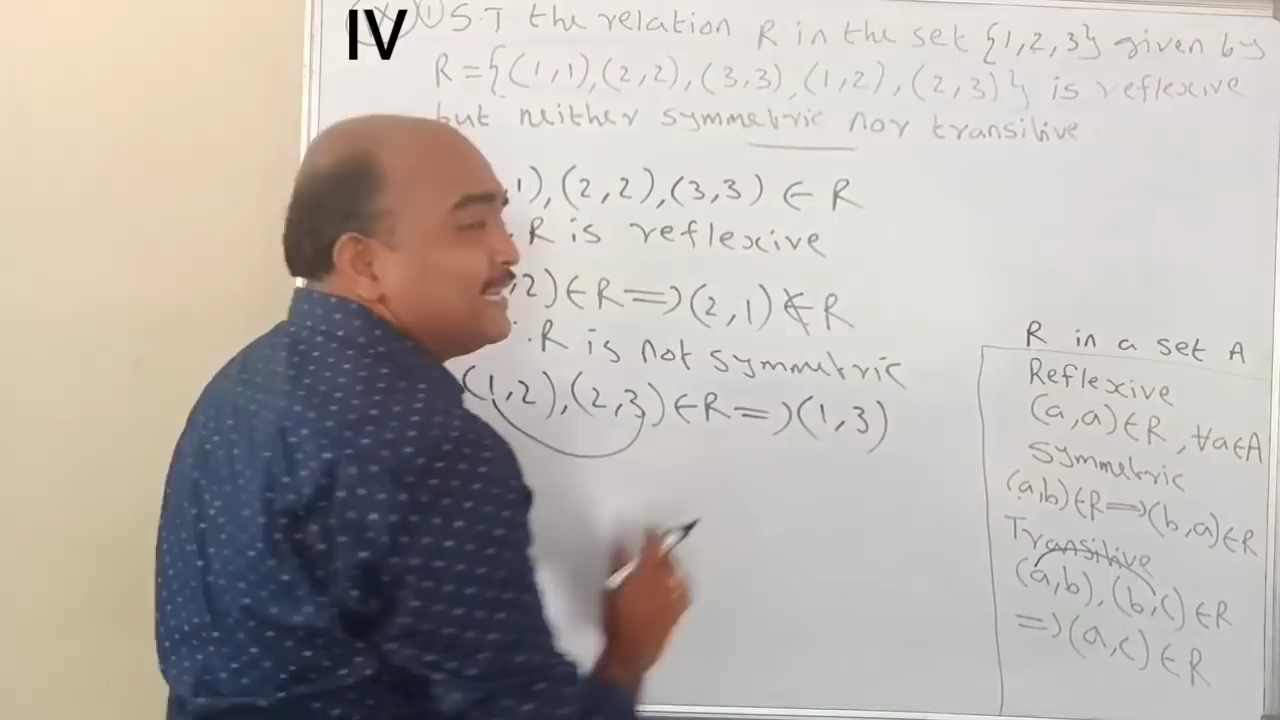 IV
1 S.T the relation R in the set {1,2,3} given by
R={(1,1),(2,2),(3,3),(1,2),(2,3)} is reflexive
but neither symmetric nor transitive
1),(2,2),(3,3) ∈ R
R is reflexive
,2)∈R=>(2,1)∉R
∴R is not symmetric
(1,2),(2,3)∈R=>(1,3)
R in a set A
Reflexive
(a,a)∈R,∀a∈A
Symmetric
(a,b)∈R=>(b,a)∈R
Transitive
(a,b),(b,c)∈R
=>(a,c)∈R